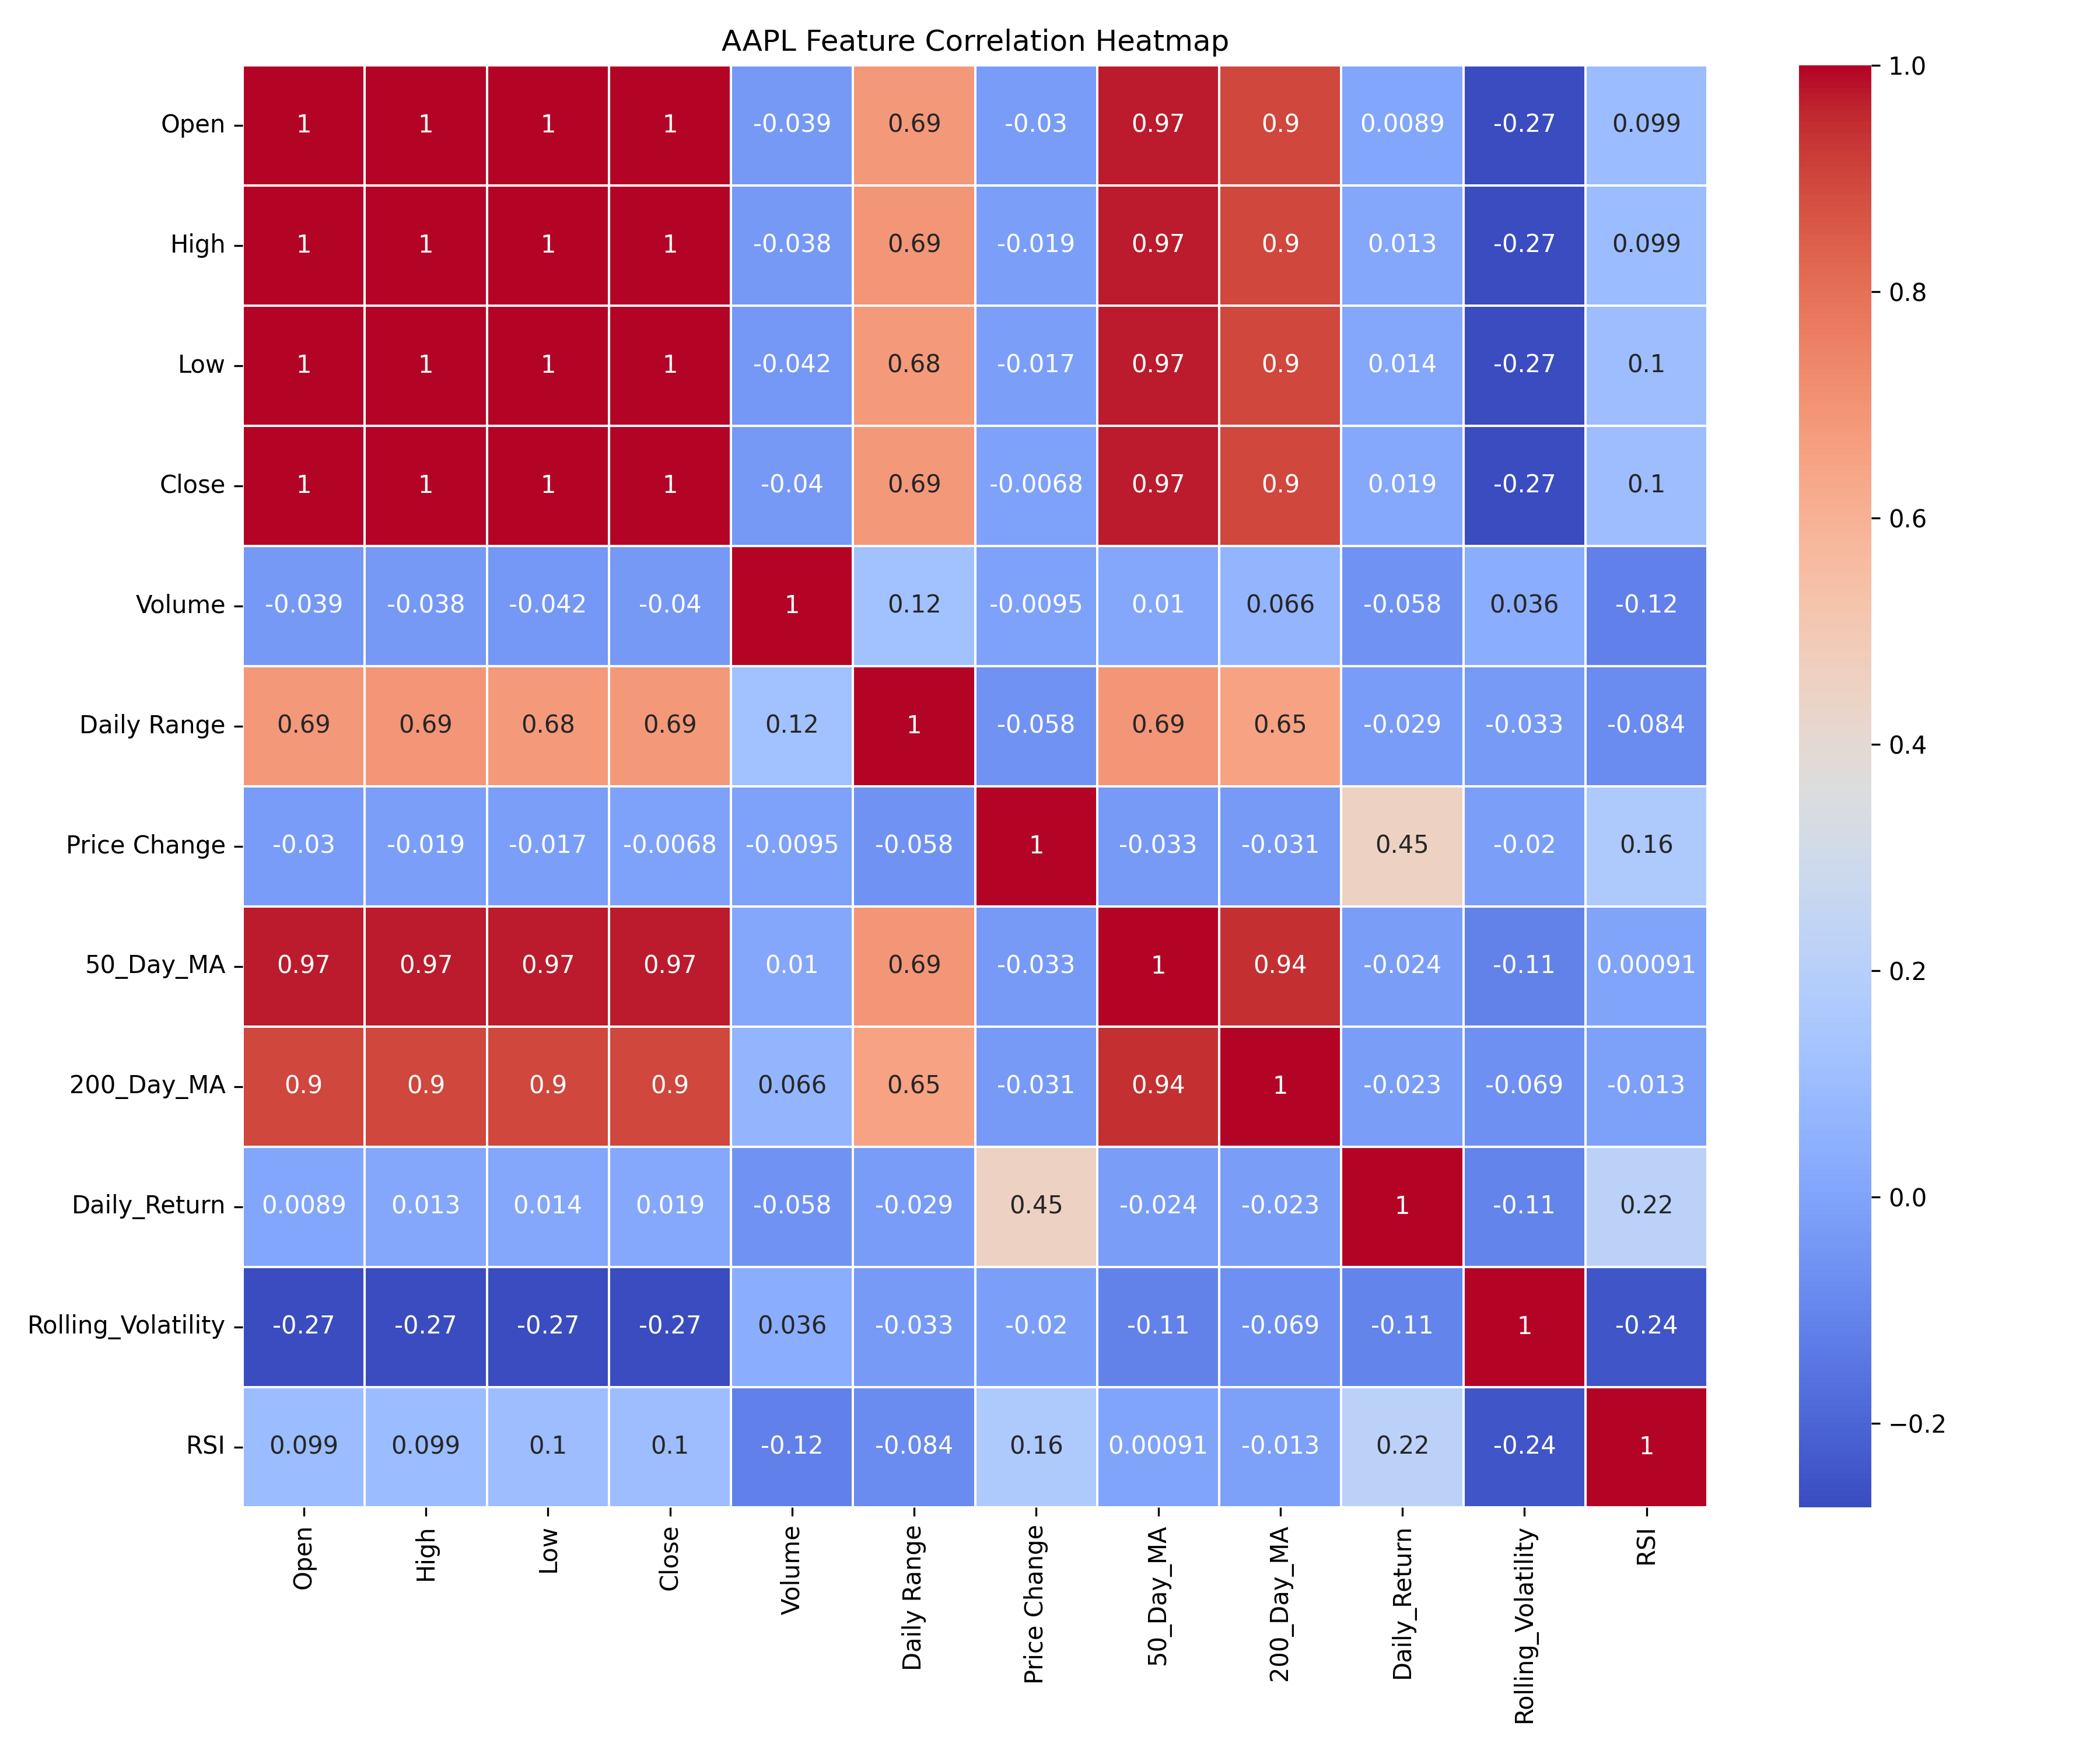 AAPL Feature Correlation Heatmap
Open 1 1 1 1 -0.039 0.69 -0.03 0.97 0.9 0.0089 -0.27 0.099
High 1 1 1 1 -0.038 0.69 -0.019 0.97 0.9 0.013 -0.27 0.099
Low 1 1 1 1 -0.042 0.68 -0.017 0.97 0.9 0.014 -0.27 0.1
Close 1 1 1 1 -0.04 0.69 -0.0068 0.97 0.9 0.019 -0.27 0.1
Volume -0.039 -0.038 -0.042 -0.04 1 0.12 -0.0095 0.01 0.066 -0.058 0.036 -0.12
Daily Range 0.69 0.69 0.68 0.69 0.12 1 -0.058 0.69 0.65 -0.029 -0.033 -0.084
Price Change -0.03 -0.019 -0.017 -0.0068 -0.0095 -0.058 1 -0.033 -0.031 0.45 -0.02 0.16
50_Day_MA 0.97 0.97 0.97 0.97 0.01 0.69 -0.033 1 0.94 -0.024 -0.11 0.00091
200_Day_MA 0.9 0.9 0.9 0.9 0.066 0.65 -0.031 0.94 1 -0.023 -0.069 -0.013
Daily_Return 0.0089 0.013 0.014 0.019 -0.058 -0.029 0.45 -0.024 -0.023 1 -0.11 0.22
Rolling_Volatility -0.27 -0.27 -0.27 -0.27 0.036 -0.033 -0.02 -0.11 -0.069 -0.11 1 -0.24
RSI 0.099 0.099 0.1 0.1 -0.12 -0.084 0.16 0.00091 -0.013 0.22 -0.24 1
Open
High
Low
Close
Volume
Daily Range
Price Change
50_Day_MA
200_Day_MA
Daily_Return
Rolling_Volatility
RSI
1.0
0.8
0.6
0.4
0.2
0.0
−0.2